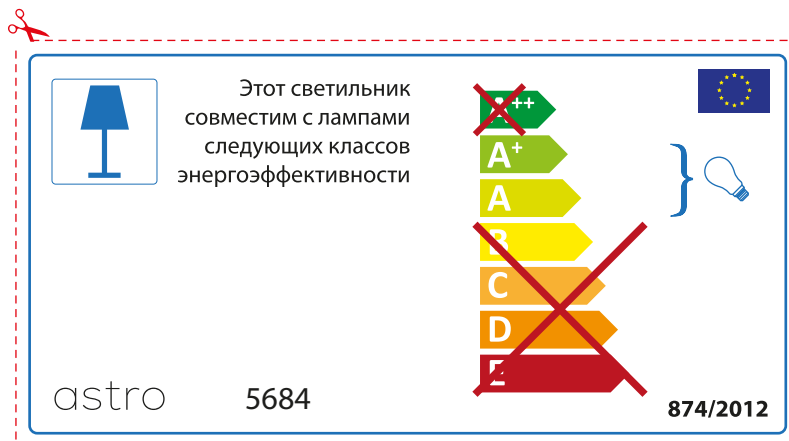 Этот светильник
совместим с лампами
следующих классов
энергоэффективности
A++
A+
A
B
C
D
E
astro
5684
874/2012